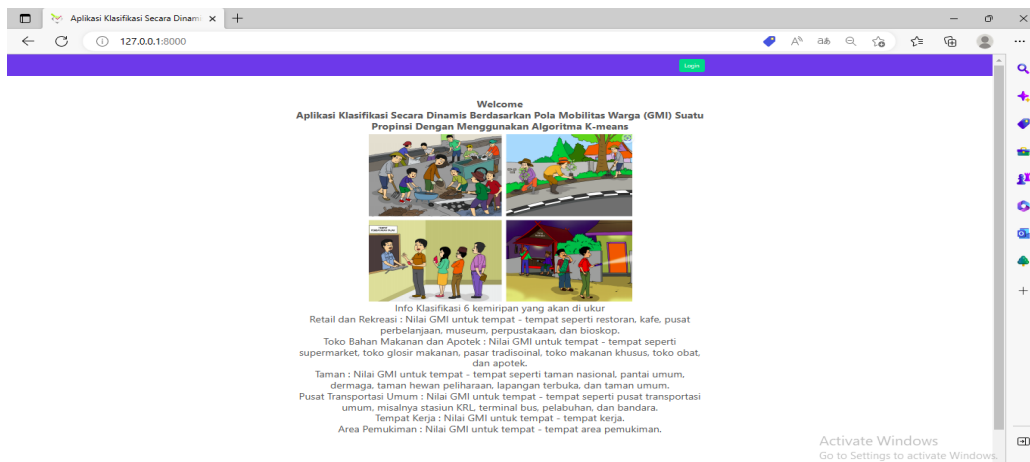 Aplikasi Klasifikasi Secara Dinami
127.0.0.1:8000
Login
Welcome
Aplikasi Klasifikasi Secara Dinamis Berdasarkan Pola Mobilitas Warga (GMI) Suatu
Propinsi Dengan Menggunakan Algoritma K-means
Info Klasifikasi 6 kemiripan yang akan di ukur
Retail dan Rekreasi : Nilai GMI untuk tempat - tempat seperti restoran, kafe, pusat
perbelanjaan, museum, perpustakaan, dan bioskop.
Toko Bahan Makanan dan Apotek : Nilai GMI untuk tempat - tempat seperti
supermarket, toko glosir makanan, pasar tradisoinal, toko makanan khusus, toko obat,
dan apotek.
Taman : Nilai GMI untuk tempat - tempat seperti taman nasional, pantai umum,
dermaga, taman hewan peliharaan, lapangan terbuka, dan taman umum.
Pusat Transportasi Umum : Nilai GMI untuk tempat - tempat seperti pusat transportasi
umum, misalnya stasiun KRL, terminal bus, pelabuhan, dan bandara.
Tempat Kerja : Nilai GMI untuk tempat - tempat kerja.
Area Pemukiman : Nilai GMI untuk tempat - tempat area pemukiman.
Activate Windows
Go to Settings to activate Windows.